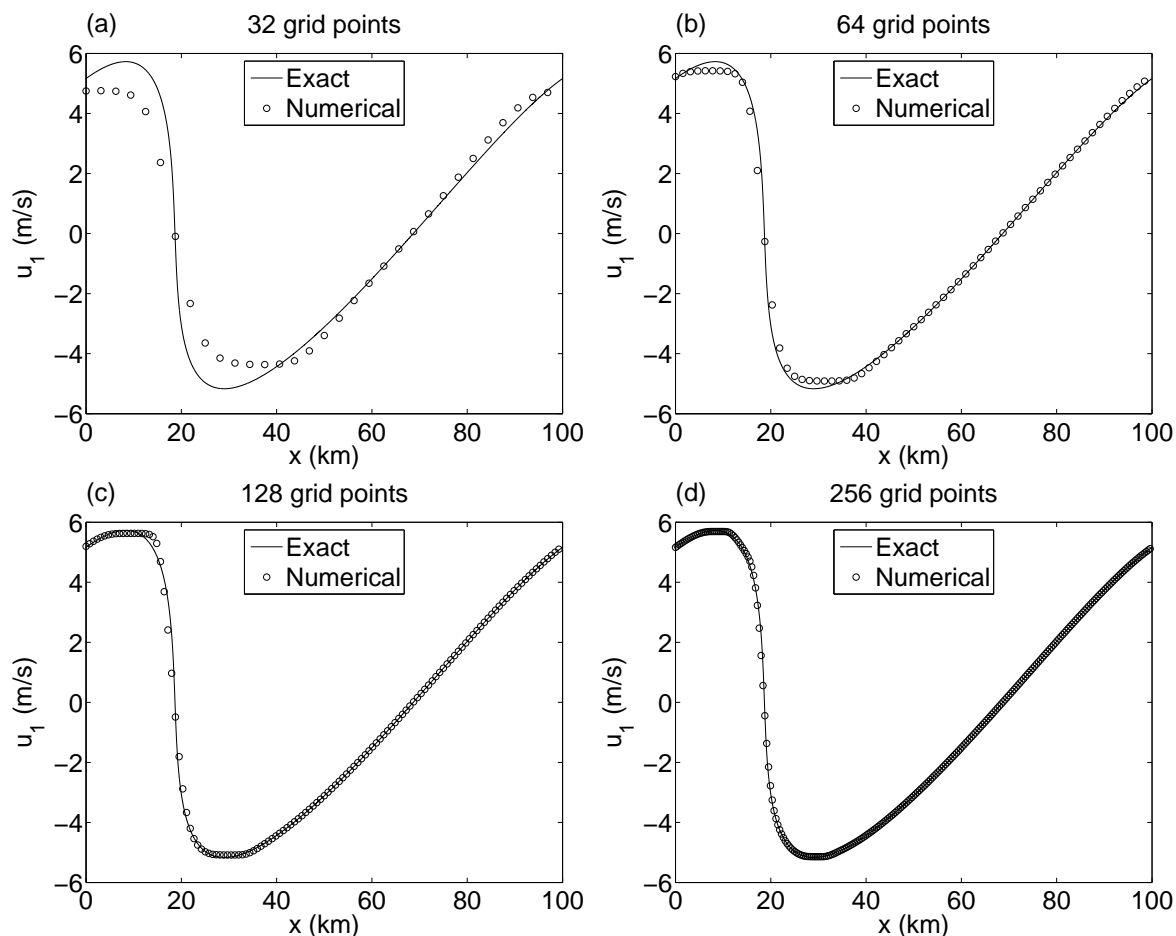 (a) 32 grid points
6
4
2
0
−2
−4
−6
u1 (m/s)
Exact
Numerical
0 20 40 60 80 100
x (km)
(b) 64 grid points
6
4
2
0
−2
−4
−6
u1 (m/s)
Exact
Numerical
0 20 40 60 80 100
x (km)
(c) 128 grid points
6
4
2
0
−2
−4
−6
u1 (m/s)
Exact
Numerical
0 20 40 60 80 100
x (km)
(d) 256 grid points
6
4
2
0
−2
−4
−6
u1 (m/s)
Exact
Numerical
0 20 40 60 80 100
x (km)